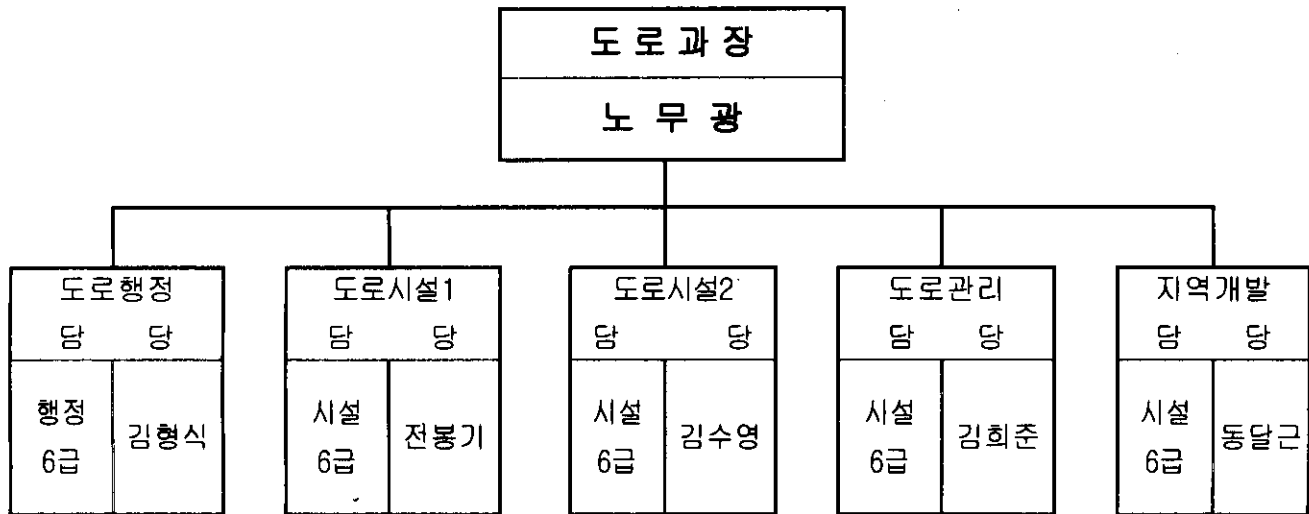 도로과장
노무광
도로행정
담 당
행정
6급
김형식
도로시설1
담 당
시설
6급
전봉기
도로시설2
담 당
시설
6급
김수영
도로관리
담 당
시설
6급
김희준
지역개발
담 당
시설
6급
동달근